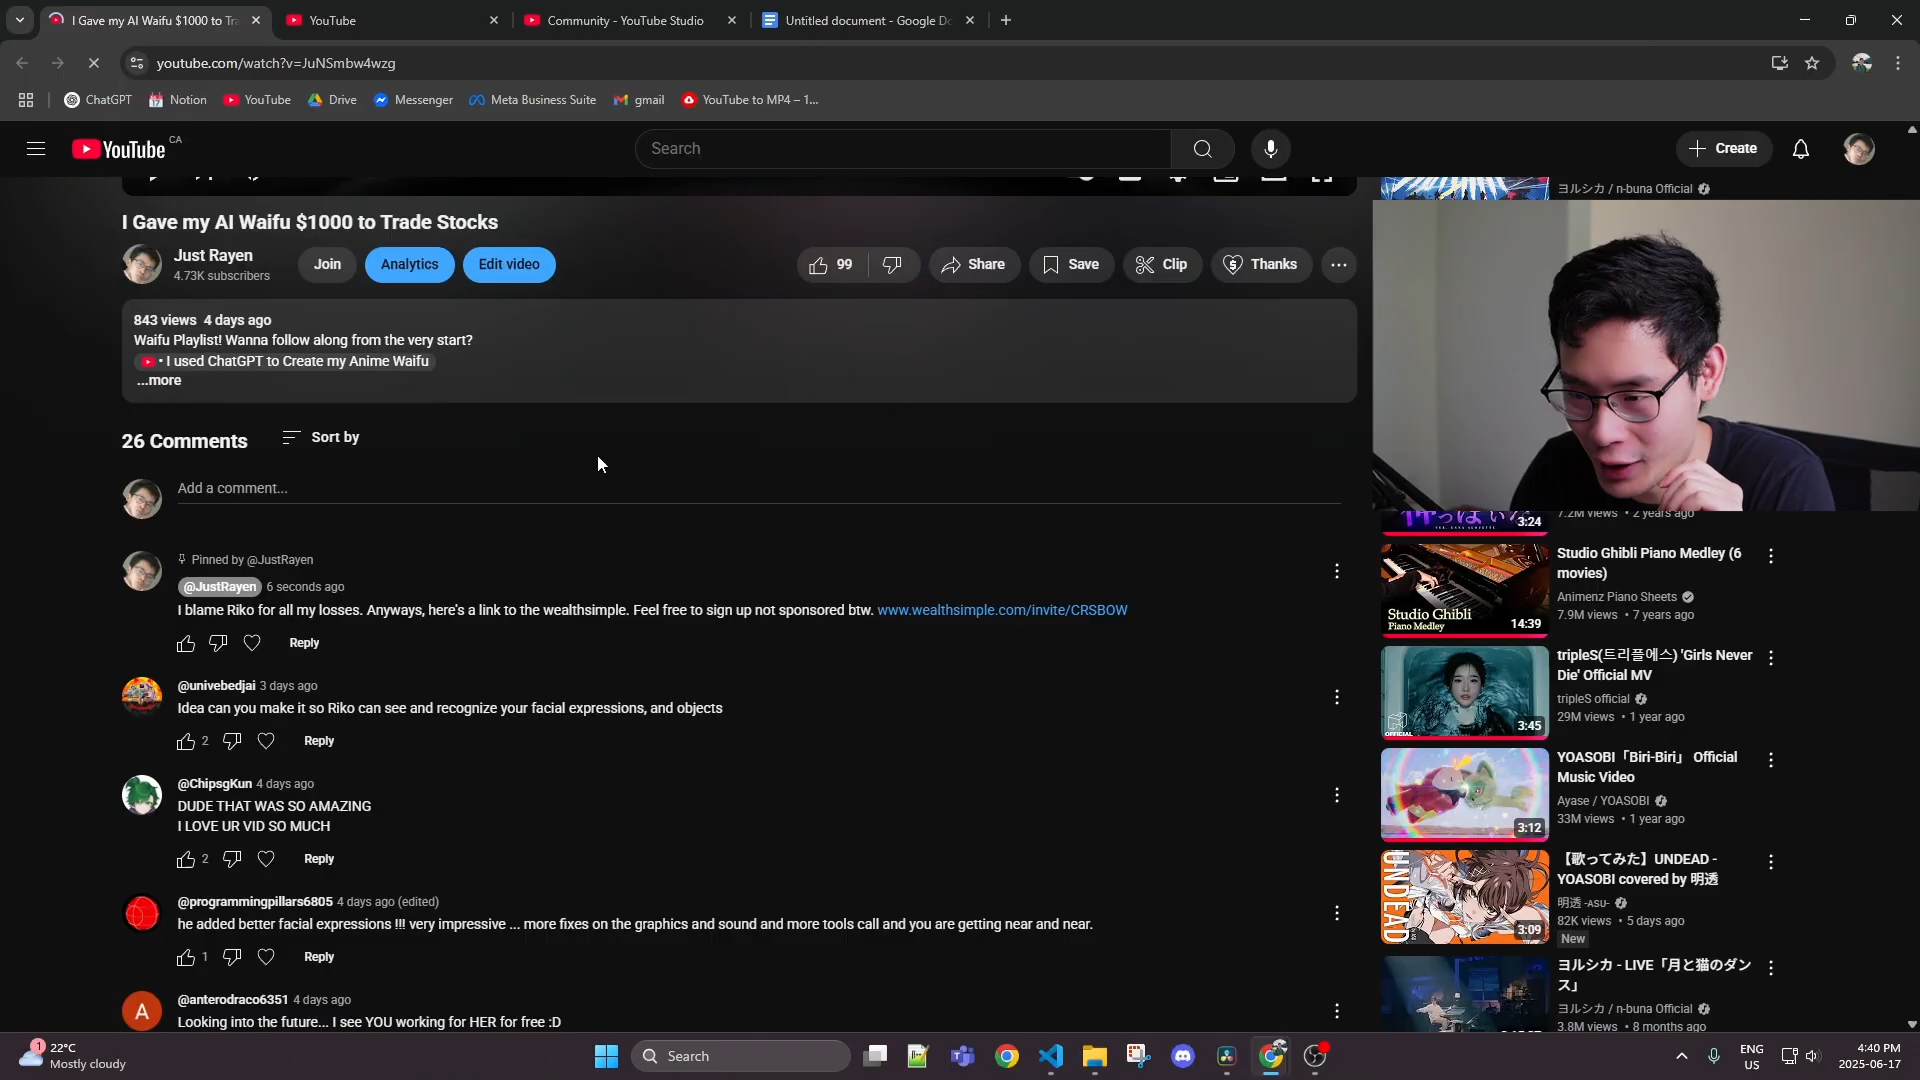 I Gave my AI Waifu $1000 to Tra
YouTube
Community - YouTube Studio
Untitled document - Google Do
youtube.com/watch?v=JuNSmbw4wzg
ChatGPT
Notion
YouTube
Drive
Messenger
Meta Business Suite
gmail
YouTube to MP4 – 1...
YouTube CA
Search
Create
I Gave my AI Waifu $1000 to Trade Stocks
Just Rayen
4.73K subscribers
Join
Analytics
Edit video
99
Share
Save
Clip
Thanks
843 views 4 days ago
Waifu Playlist! Wanna follow along from the very start?
• I used ChatGPT to Create my Anime Waifu
...more
26 Comments
Sort by
Add a comment...
Pinned by @JustRayen
@JustRayen 6 seconds ago
I blame Riko for all my losses. Anyways, here's a link to the wealthsimple. Feel free to sign up not sponsored btw. www.wealthsimple.com/invite/CRSBOW
Reply
@univebedjai 3 days ago
Idea can you make it so Riko can see and recognize your facial expressions, and objects
2
Reply
@ChipsgKun 4 days ago
DUDE THAT WAS SO AMAZING
I LOVE UR VID SO MUCH
2
Reply
@programmingpillars6805 4 days ago (edited)
he added better facial expressions !!! very impressive ... more fixes on the graphics and sound and more tools call and you are getting near and near.
1
Reply
A
@anterodraco6351 4 days ago
Looking into the future... I see YOU working for HER for free :D
ヨルシカ / n-buna Official
3:24
7.2M views • 2 years ago
Studio Ghibli
Piano Medley
14:39
Studio Ghibli Piano Medley (6
movies)
Animenz Piano Sheets
7.9M views • 7 years ago
OFFICIAL
3:45
tripleS(트리플에스) 'Girls Never
Die' Official MV
tripleS official
29M views • 1 year ago
3:12
YOASOBI「Biri-Biri」 Official
Music Video
Ayase / YOASOBI
33M views • 1 year ago
UNDEAD
3:09
【歌ってみた】UNDEAD -
YOASOBI covered by 明透
明透 -ASU-
82K views • 5 days ago
New
ヨルシカ - LIVE「月と猫のダン
ス」
ヨルシカ / n-buna Official
3.8M views • 8 months ago
1
22°C
Mostly cloudy
Search
ENG
US
4:40 PM
2025-06-17